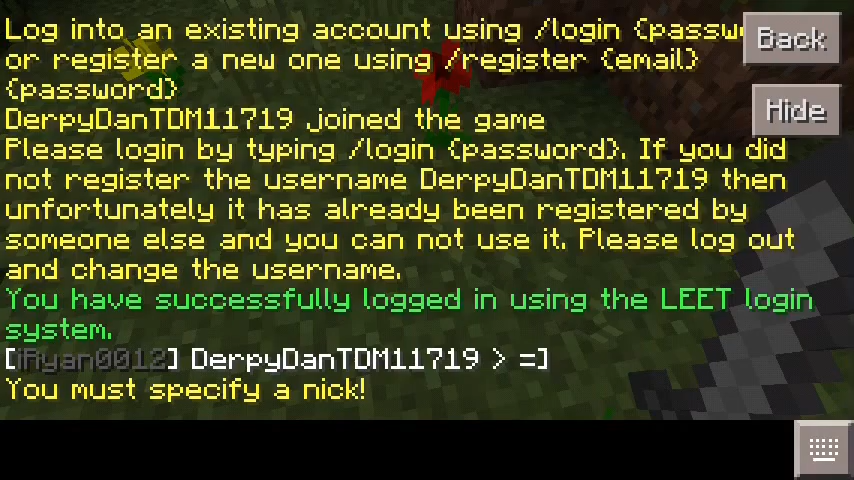 Log into an existing account using /login {passw
or register a new one using /register {email}
{password}
DerpyDanTDM11719 joined the game
Please login by typing /login {password}. If you did
not register the username DerpyDanTDM11719 then
unfortunately it has already been registered by
someone else and you can not use it. Please log out
and change the username.
You have successfully logged in using the LEET login
system.
[iRyan0012] DerpyDanTDM11719 > =]
You must specify a nick!
Back
Hide